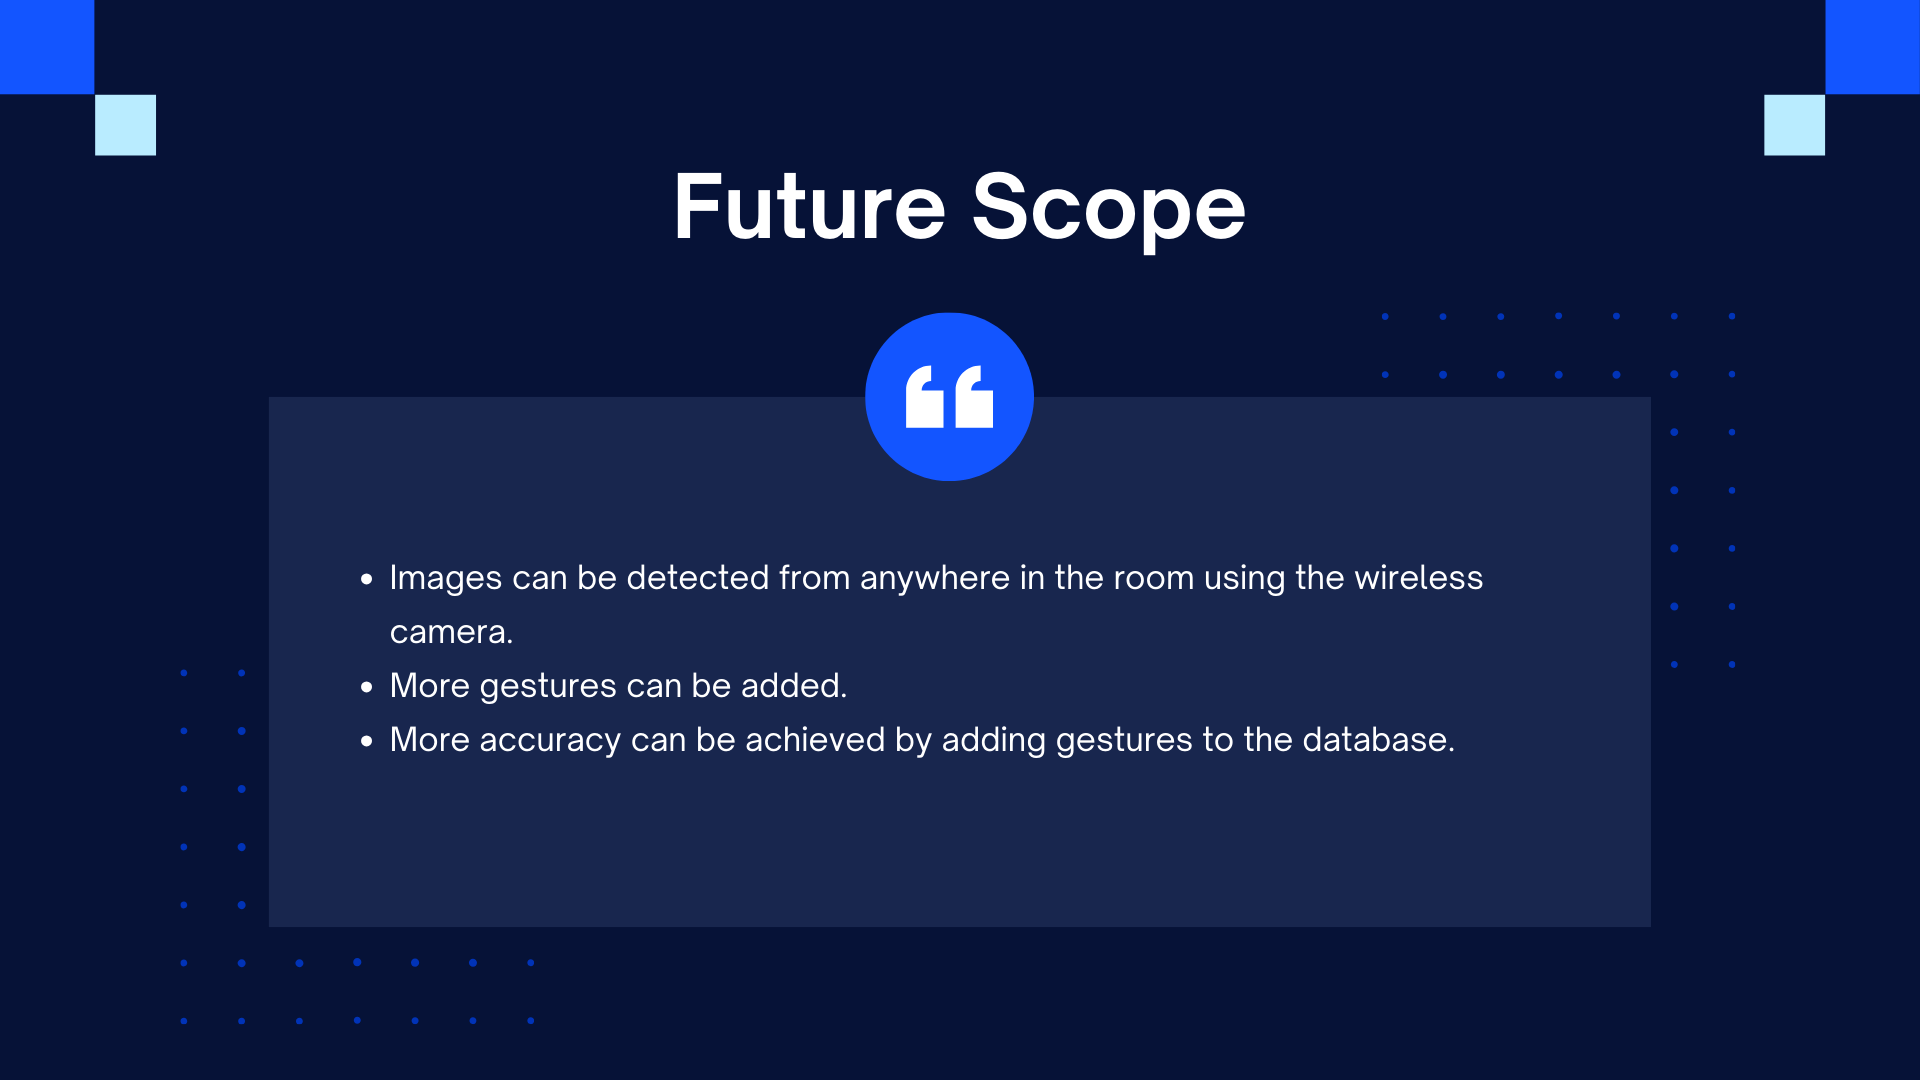 Future Scope
“
• Images can be detected from anywhere in the room using the wireless
camera.
• More gestures can be added.
• More accuracy can be achieved by adding gestures to the database.